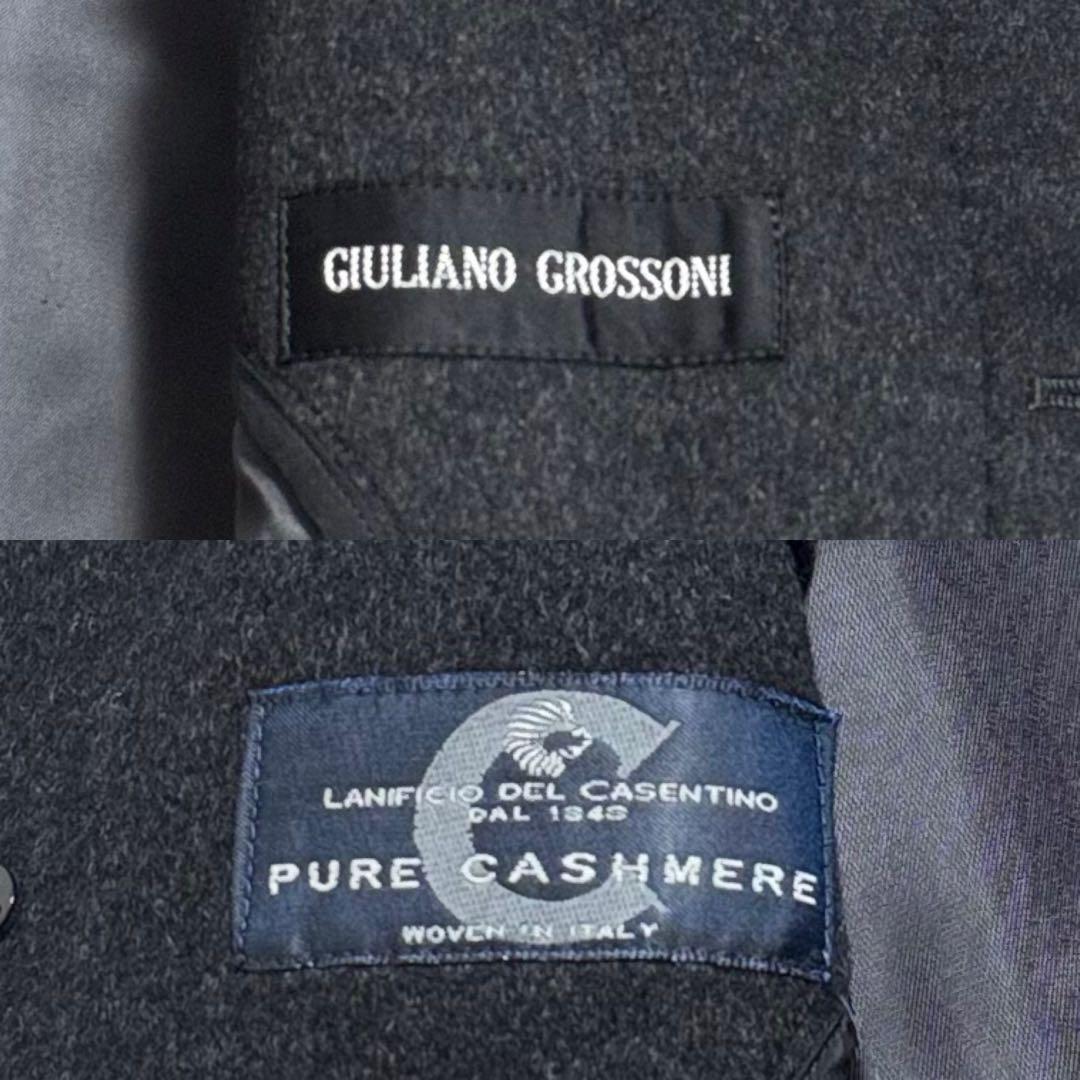 GIULIANO GROSSONI
LANIFICIO DEL CASENTINO
DAL 1848
PURE CASHMERE
WOVEN IN ITALY